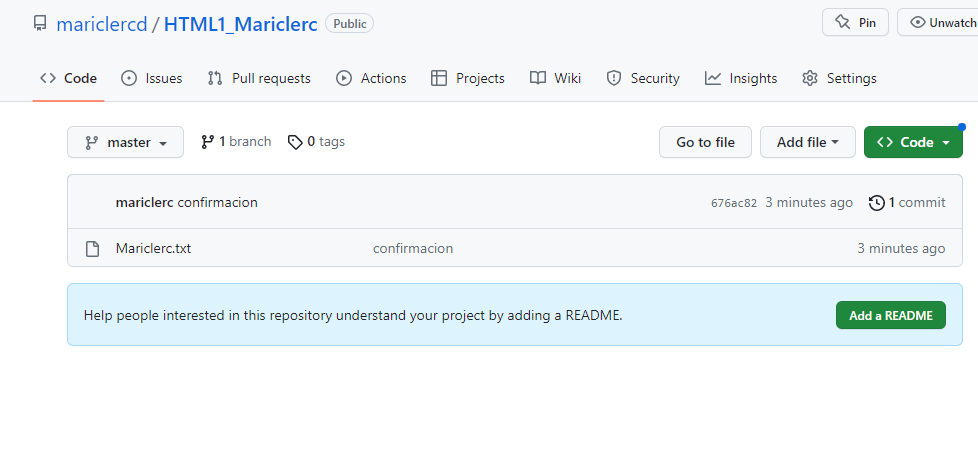 mariclercd / HTML1_Mariclerc Public Pin Unwatch
Code Issues Pull requests Actions Projects Wiki Security Insights Settings
master 1 branch 0 tags Go to file Add file Code
mariclerc confirmacion 676ac82 3 minutes ago 1 commit
Mariclerc.txt confirmacion 3 minutes ago
Help people interested in this repository understand your project by adding a README. Add a README